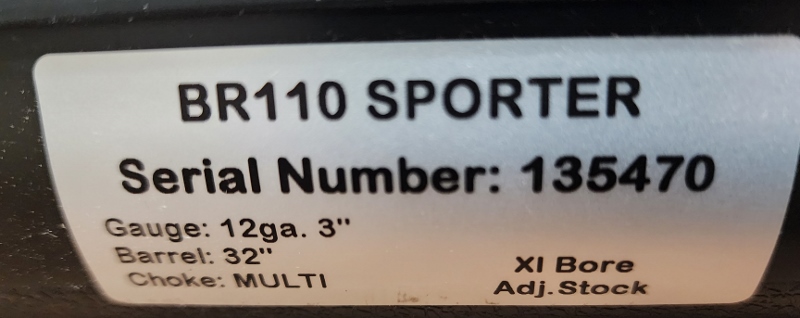 BR110 SPORTER
Serial Number: 135470
Gauge: 12ga. 3"
Barrel: 32"
Choke: MULTI
XI Bore
Adj.Stock